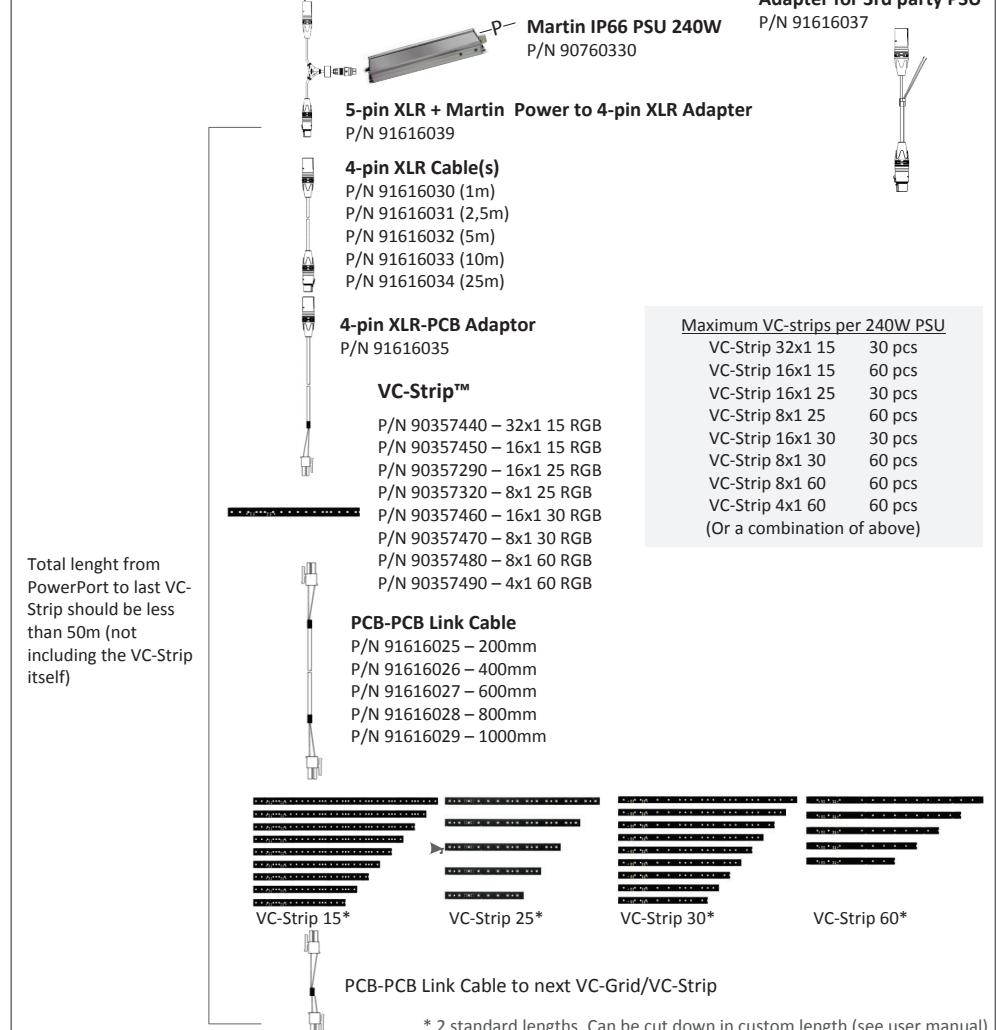 Adapter for 3rd party PSU
P/N 91616037
P
Martin IP66 PSU 240W
P/N 90760330
5-pin XLR + Martin  Power to 4-pin XLR Adapter
P/N 91616039
4-pin XLR Cable(s)
P/N 91616030 (1m)
P/N 91616031 (2,5m)
P/N 91616032 (5m)
P/N 91616033 (10m)
P/N 91616034 (25m)
4-pin XLR-PCB Adaptor
P/N 91616035
Maximum VC-strips per 240W PSU
VC-Strip 32x1 15 30 pcs
VC-Strip 16x1 15 60 pcs
VC-Strip 16x1 25 30 pcs
VC-Strip 8x1 25 60 pcs
VC-Strip 16x1 30 30 pcs
VC-Strip 8x1 30 60 pcs
VC-Strip 8x1 60 60 pcs
VC-Strip 4x1 60 60 pcs
(Or a combination of above)
VC-Strip™
P/N 90357440 – 32x1 15 RGB
P/N 90357450 – 16x1 15 RGB
P/N 90357290 – 16x1 25 RGB
P/N 90357320 – 8x1 25 RGB
P/N 90357460 – 16x1 30 RGB
P/N 90357470 – 8x1 30 RGB
P/N 90357480 – 8x1 60 RGB
P/N 90357490 – 4x1 60 RGB
Total lenght from
PowerPort to last VC-
Strip should be less
than 50m (not
including the VC-Strip
itself)
PCB-PCB Link Cable
P/N 91616025 – 200mm
P/N 91616026 – 400mm
P/N 91616027 – 600mm
P/N 91616028 – 800mm
P/N 91616029 – 1000mm
VC-Strip 15*
VC-Strip 25*
VC-Strip 30*
VC-Strip 60*
PCB-PCB Link Cable to next VC-Grid/VC-Strip
* 2 standard lengths. Can be cut down in custom length (see user manual)